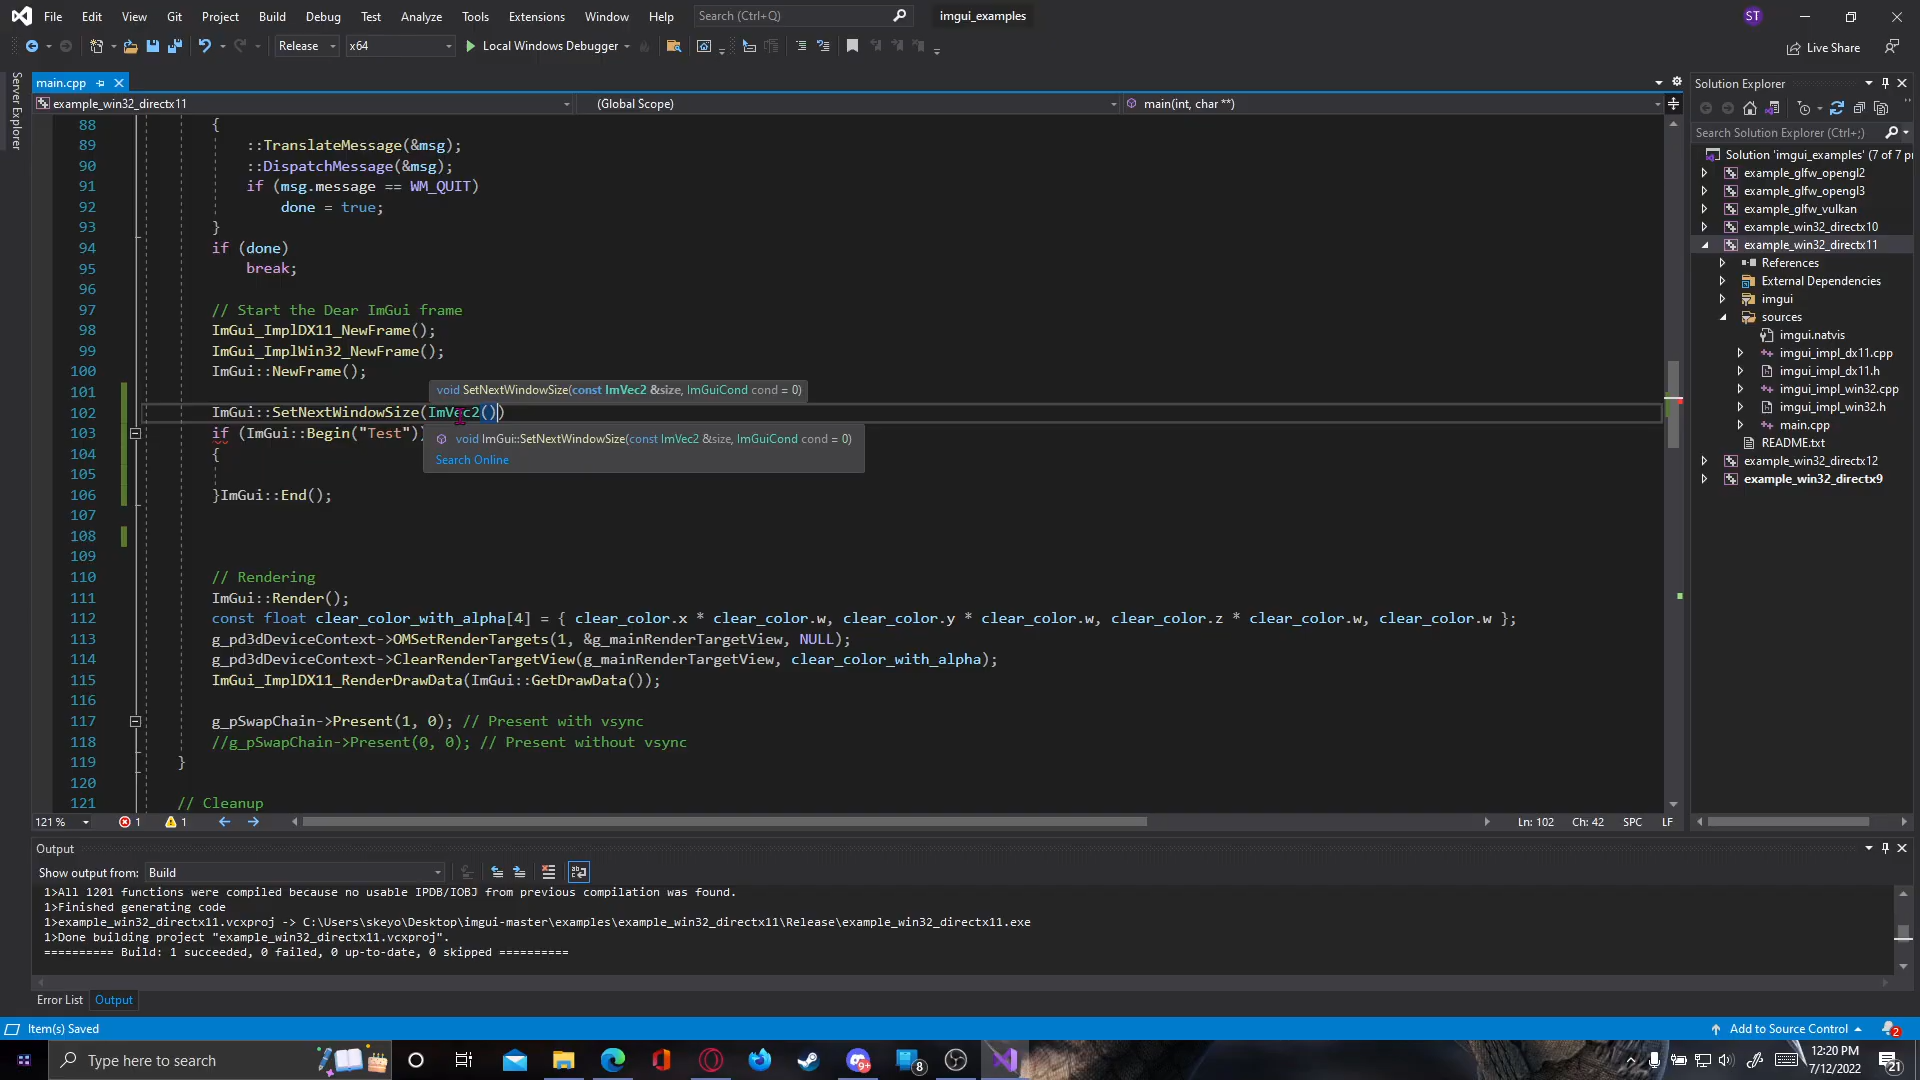 File Edit View Git Project Build Debug Test Analyze Tools Extensions Window Help Search (Ctrl+Q) imgui_examples ST
Release x64 Local Windows Debugger Live Share
Server Explorer
main.cpp
example_win32_directx11 (Global Scope) main(int, char **)
88 {
89 ::TranslateMessage(&msg);
90 ::DispatchMessage(&msg);
91 if (msg.message == WM_QUIT)
92 done = true;
93 }
94 if (done)
95 break;
96
97 // Start the Dear ImGui frame
98 ImGui_ImplDX11_NewFrame();
99 ImGui_ImplWin32_NewFrame();
100 ImGui::NewFrame();
101
void SetNextWindowSize(const ImVec2 &size, ImGuiCond cond = 0)
102 ImGui::SetNextWindowSize(ImVec2())
103 if (ImGui::Begin("Test"))
void ImGui::SetNextWindowSize(const ImVec2 &size, ImGuiCond cond = 0)
Search Online
104 {
105
106 }ImGui::End();
107
108
109
110 // Rendering
111 ImGui::Render();
112 const float clear_color_with_alpha[4] = { clear_color.x * clear_color.w, clear_color.y * clear_color.w, clear_color.z * clear_color.w, clear_color.w };
113 g_pd3dDeviceContext->OMSetRenderTargets(1, &g_mainRenderTargetView, NULL);
114 g_pd3dDeviceContext->ClearRenderTargetView(g_mainRenderTargetView, clear_color_with_alpha);
115 ImGui_ImplDX11_RenderDrawData(ImGui::GetDrawData());
116
117 g_pSwapChain->Present(1, 0); // Present with vsync
118 //g_pSwapChain->Present(0, 0); // Present without vsync
119 }
120
121 // Cleanup
121 % 1 1 Ln: 102 Ch: 42 SPC LF
Solution Explorer
Search Solution Explorer (Ctrl+;)
Solution 'imgui_examples' (7 of 7 pr
example_glfw_opengl2
example_glfw_opengl3
example_glfw_vulkan
example_win32_directx10
example_win32_directx11
References
External Dependencies
imgui
sources
imgui.natvis
imgui_impl_dx11.cpp
imgui_impl_dx11.h
imgui_impl_win32.cpp
imgui_impl_win32.h
main.cpp
README.txt
example_win32_directx12
example_win32_directx9
Output
Show output from: Build
1>All 1201 functions were compiled because no usable IPDB/IOBJ from previous compilation was found.
1>Finished generating code
1>example_win32_directx11.vcxproj -> C:\Users\skeyo\Desktop\imgui-master\examples\example_win32_directx11\Release\example_win32_directx11.exe
1>Done building project "example_win32_directx11.vcxproj".
========== Build: 1 succeeded, 0 failed, 0 up-to-date, 0 skipped ==========
Error List Output
Item(s) Saved Add to Source Control 2
Type here to search 9+ 8 12:20 PM
7/12/2022 21